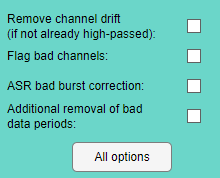 Remove channel drift
(if not already high-passed):
Flag bad channels:
ASR bad burst correction:
Additional removal of bad
data periods:
All options